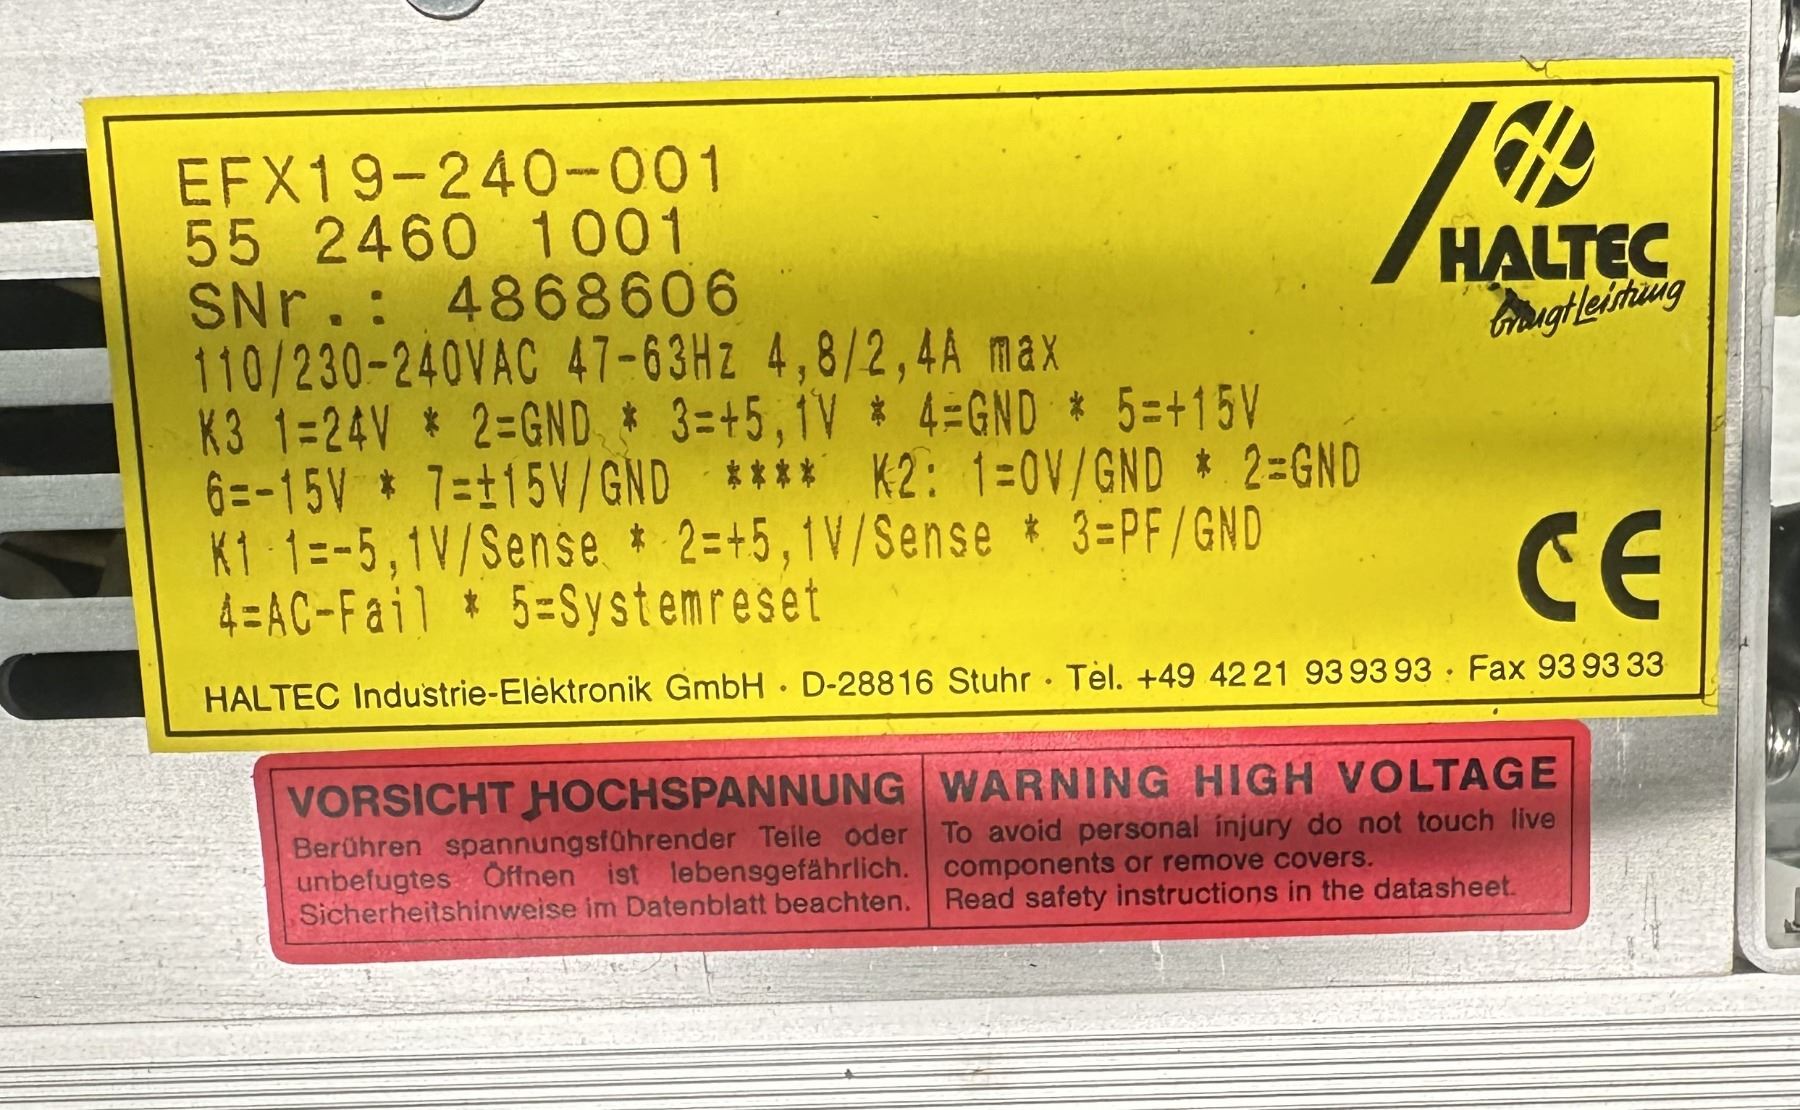 EFX19-240-001
55 2460 1001
SNr.: 4868606
110/230-240VAC 47-63Hz 4,8/2,4A max
K3 1=24V * 2=GND * 3=+5,1V * 4=GND * 5=+15V
6=-15V * 7=±15V/GND **** K2: 1=0V/GND * 2=GND
K1 1=-5,1V/Sense * 2=+5,1V/Sense * 3=PF/GND
4=AC-Fail * 5=Systemreset
HALTEC
bringt Leistung
CE
HALTEC Industrie-Elektronik GmbH · D-28816 Stuhr · Tel. +49 42 21 93 93 93 · Fax 93 93 33
VORSICHT HOCHSPANNUNG
Berühren spannungsführender Teile oder
unbefugtes Öffnen ist lebensgefährlich.
Sicherheitshinweise im Datenblatt beachten.
WARNING HIGH VOLTAGE
To avoid personal injury do not touch live
components or remove covers.
Read safety instructions in the datasheet.